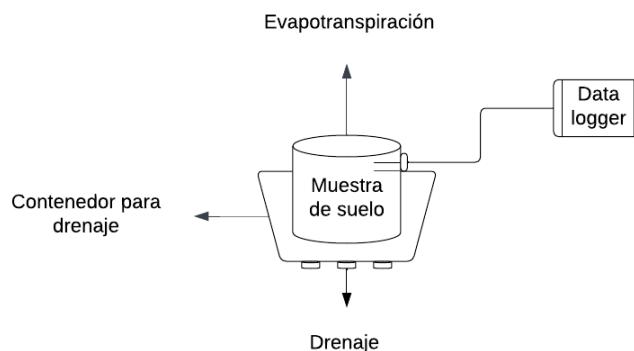 Evapotranspiración
Data
logger
Muestra
de suelo
Contenedor para
drenaje
Drenaje